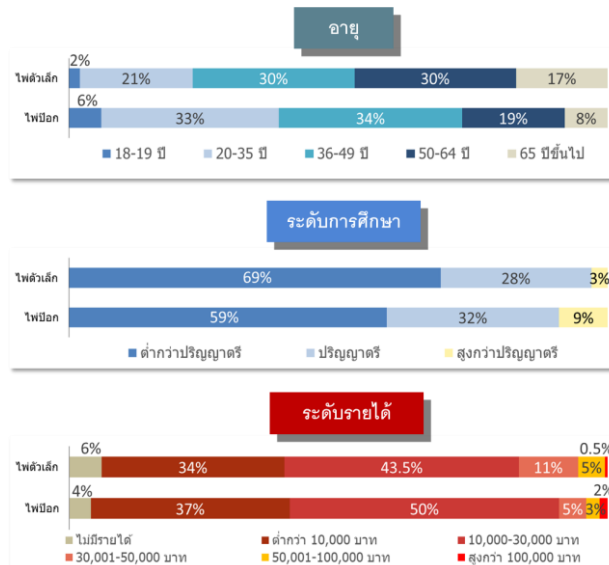 อายุ
2%
ไพ่ตัวเล็ก 21% 30% 30% 17%
6%
ไพ่ป๊อก 33% 34% 19% 8%
18-19 ปี 20-35 ปี 36-49 ปี 50-64 ปี 65 ปีขึ้นไป
ระดับการศึกษา
ไพ่ตัวเล็ก 69% 28% 3%
ไพ่ป๊อก 59% 32% 9%
ต่ำกว่าปริญญาตรี ปริญญาตรี สูงกว่าปริญญาตรี
ระดับรายได้
6% 0.5%
ไพ่ตัวเล็ก 34% 43.5% 11% 5%
4% 2%
ไพ่ป๊อก 37% 50% 5% 3%
ไม่มีรายได้ ต่ำกว่า 10,000 บาท 10,000-30,000 บาท
30,001-50,000 บาท 50,001-100,000 บาท สูงกว่า 100,000 บาท